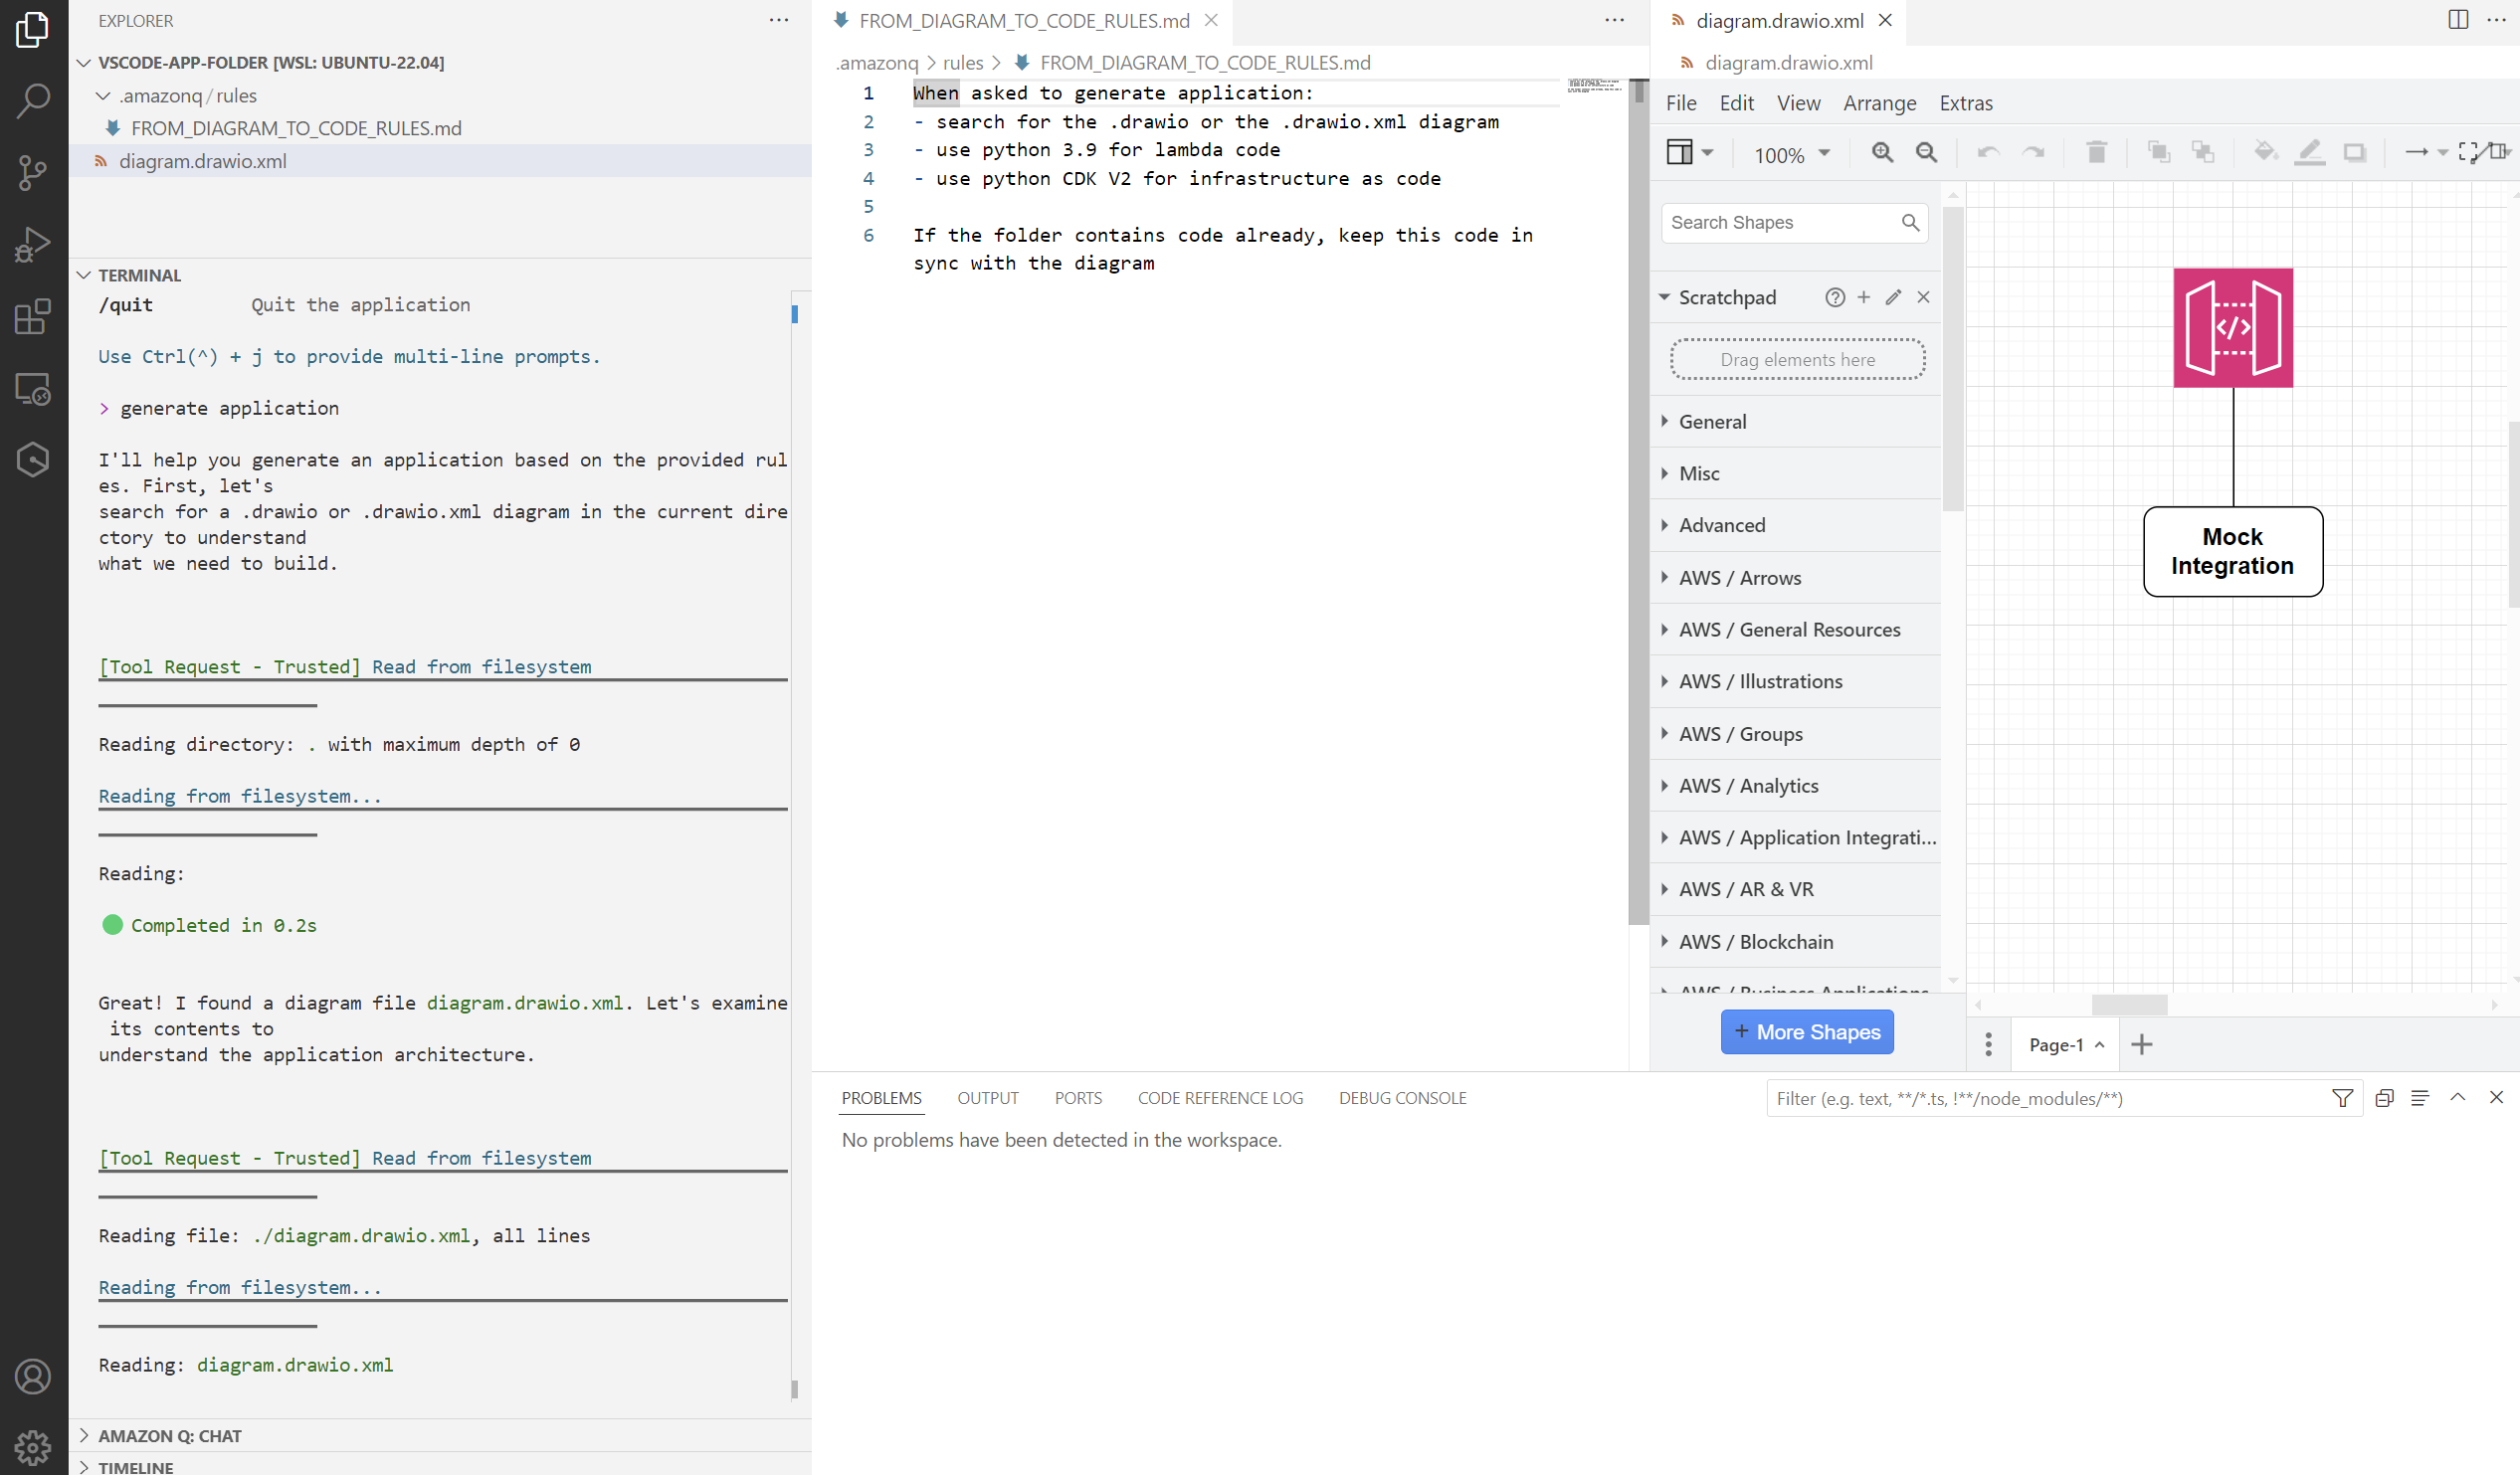 EXPLORER
VSCODE-APP-FOLDER [WSL: UBUNTU-22.04]
.amazonq / rules
FROM_DIAGRAM_TO_CODE_RULES.md
diagram.drawio.xml
TERMINAL
/quit Quit the application
Use Ctrl(^) + j to provide multi-line prompts.
> generate application
I'll help you generate an application based on the provided rul
es. First, let's
search for a .drawio or .drawio.xml diagram in the current dire
ctory to understand
what we need to build.
[Tool Request - Trusted] Read from filesystem
Reading directory: . with maximum depth of 0
Reading from filesystem...
Reading:
Completed in 0.2s
Great! I found a diagram file diagram.drawio.xml. Let's examine
its contents to
understand the application architecture.
[Tool Request - Trusted] Read from filesystem
Reading file: ./diagram.drawio.xml, all lines
Reading from filesystem...
Reading: diagram.drawio.xml
AMAZON Q: CHAT
TIMELINE
FROM_DIAGRAM_TO_CODE_RULES.md
.amazonq > rules > FROM_DIAGRAM_TO_CODE_RULES.md
1 When asked to generate application:
2 - search for the .drawio or the .drawio.xml diagram
3 - use python 3.9 for lambda code
4 - use python CDK V2 for infrastructure as code
5
6 If the folder contains code already, keep this code in
sync with the diagram
diagram.drawio.xml
diagram.drawio.xml
File Edit View Arrange Extras
100%
Search Shapes
Scratchpad
Drag elements here
General
Misc
Advanced
AWS / Arrows
AWS / General Resources
AWS / Illustrations
AWS / Groups
AWS / Analytics
AWS / Application Integrati...
AWS / AR & VR
AWS / Blockchain
AWS / Business Applications
+ More Shapes
</>
Mock
Integration
Page-1
PROBLEMS OUTPUT PORTS CODE REFERENCE LOG DEBUG CONSOLE
Filter (e.g. text, **/*.ts, !**/node_modules/**)
No problems have been detected in the workspace.